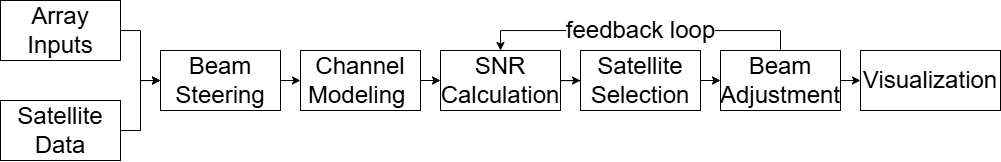 Array
Inputs
Satellite
Data
Beam
Steering
Channel
Modeling
feedback loop
SNR
Calculation
Satellite
Selection
Beam
Adjustment
Visualization